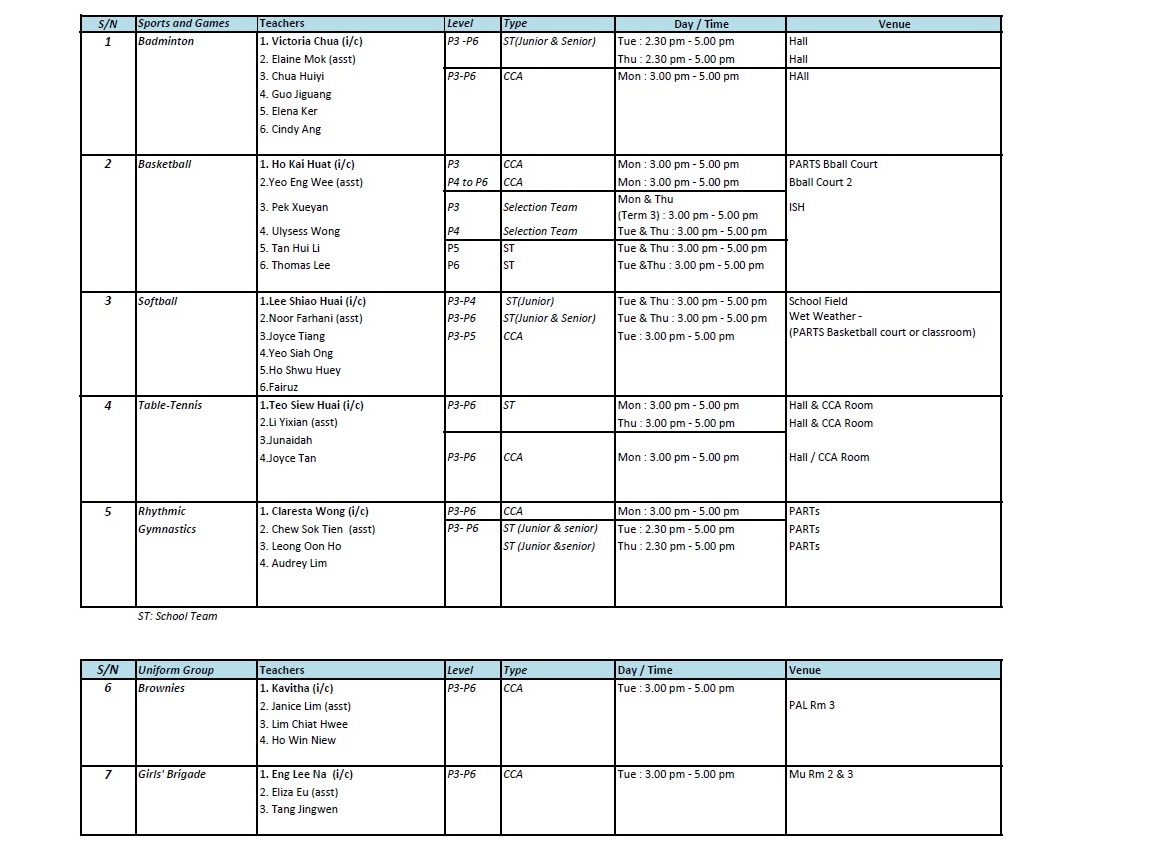 S/N Sports and Games Teachers Level Type Day / Time Venue
1 Badminton 1. Victoria Chua (i/c) P3 -P6 ST(Junior & Senior) Tue : 2.30 pm - 5.00 pm Hall
2. Elaine Mok (asst) Thu : 2.30 pm - 5.00 pm Hall
3. Chua Huiyi P3-P6 CCA Mon : 3.00 pm - 5.00 pm HAll
4. Guo Jiguang
5. Elena Ker
6. Cindy Ang
2 Basketball 1. Ho Kai Huat (i/c) P3 CCA Mon : 3.00 pm - 5.00 pm PARTS Bball Court
2.Yeo Eng Wee (asst) P4 to P6 CCA Mon : 3.00 pm - 5.00 pm Bball Court 2
3. Pek Xueyan P3 Selection Team Mon & Thu
(Term 3) : 3.00 pm - 5.00 pm ISH
4. Ulysess Wong P4 Selection Team Tue & Thu : 3.00 pm - 5.00 pm
5. Tan Hui Li P5 ST Tue & Thu : 3.00 pm - 5.00 pm
6. Thomas Lee P6 ST Tue &Thu : 3.00 pm - 5.00 pm
3 Softball 1.Lee Shiao Huai (i/c) P3-P4 ST(Junior) Tue & Thu : 3.00 pm - 5.00 pm School Field
2.Noor Farhani (asst) P3-P6 ST(Junior & Senior) Tue & Thu : 3.00 pm - 5.00 pm Wet Weather -
3.Joyce Tiang P3-P5 CCA Tue : 3.00 pm - 5.00 pm (PARTS Basketball court or classroom)
4.Yeo Siah Ong
5.Ho Shwu Huey
6.Fairuz
4 Table-Tennis 1.Teo Siew Huai (i/c) P3-P6 ST Mon : 3.00 pm - 5.00 pm Hall & CCA Room
2.Li Yixian (asst) Thu : 3.00 pm - 5.00 pm Hall & CCA Room
3.Junaidah
4.Joyce Tan P3-P6 CCA Mon : 3.00 pm - 5.00 pm Hall / CCA Room
5 Rhythmic 1. Claresta Wong (i/c) P3-P6 CCA Mon : 3.00 pm - 5.00 pm PARTs
Gymnastics 2. Chew Sok Tien (asst) P3- P6 ST (Junior & senior) Tue : 2.30 pm - 5.00 pm PARTs
3. Leong Oon Ho ST (Junior &senior) Thu : 2.30 pm - 5.00 pm PARTs
4. Audrey Lim
ST: School Team
S/N Uniform Group Teachers Level Type Day / Time Venue
6 Brownies 1. Kavitha (i/c) P3-P6 CCA Tue : 3.00 pm - 5.00 pm
2. Janice Lim (asst) PAL Rm 3
3. Lim Chiat Hwee
4. Ho Win Niew
7 Girls' Brigade 1. Eng Lee Na (i/c) P3-P6 CCA Tue : 3.00 pm - 5.00 pm Mu Rm 2 & 3
2. Eliza Eu (asst)
3. Tang Jingwen